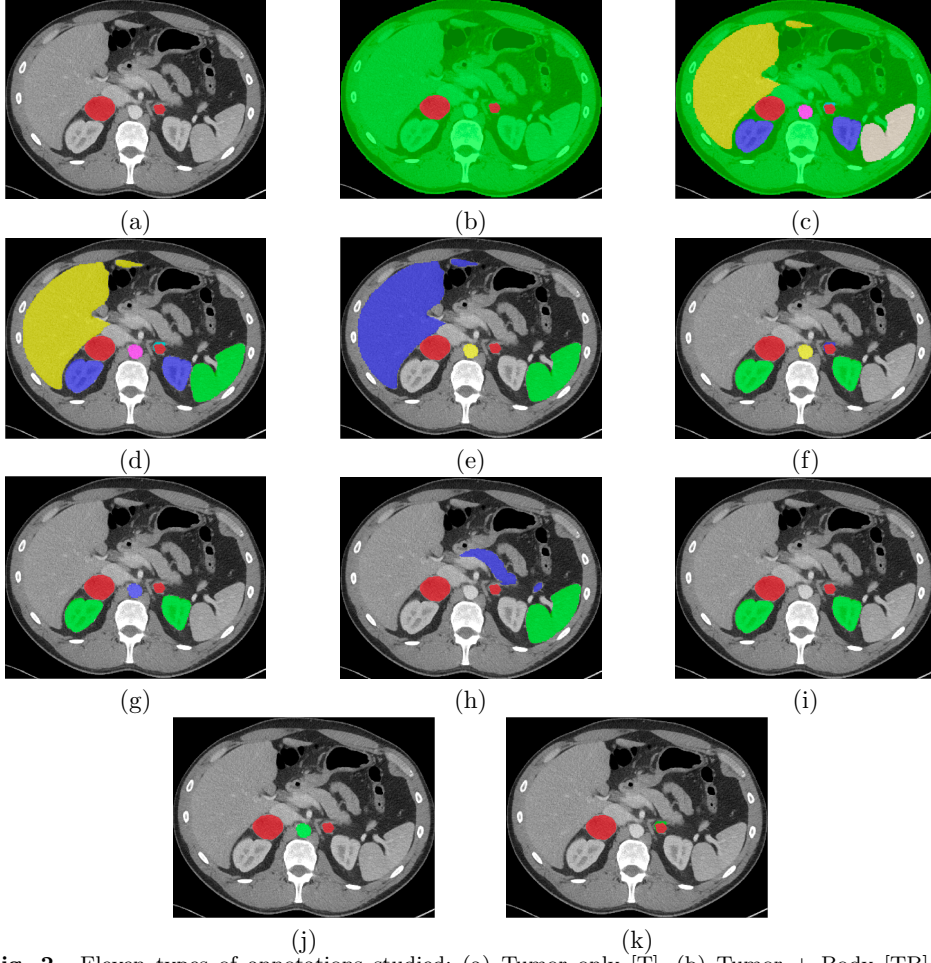 (a) (b) (c)
(d) (e) (f)
(g) (h) (i)
(j) (k)
Eleven types of annotations studied: (a) Tumor only [T], (b) Tumor + Body [TB],